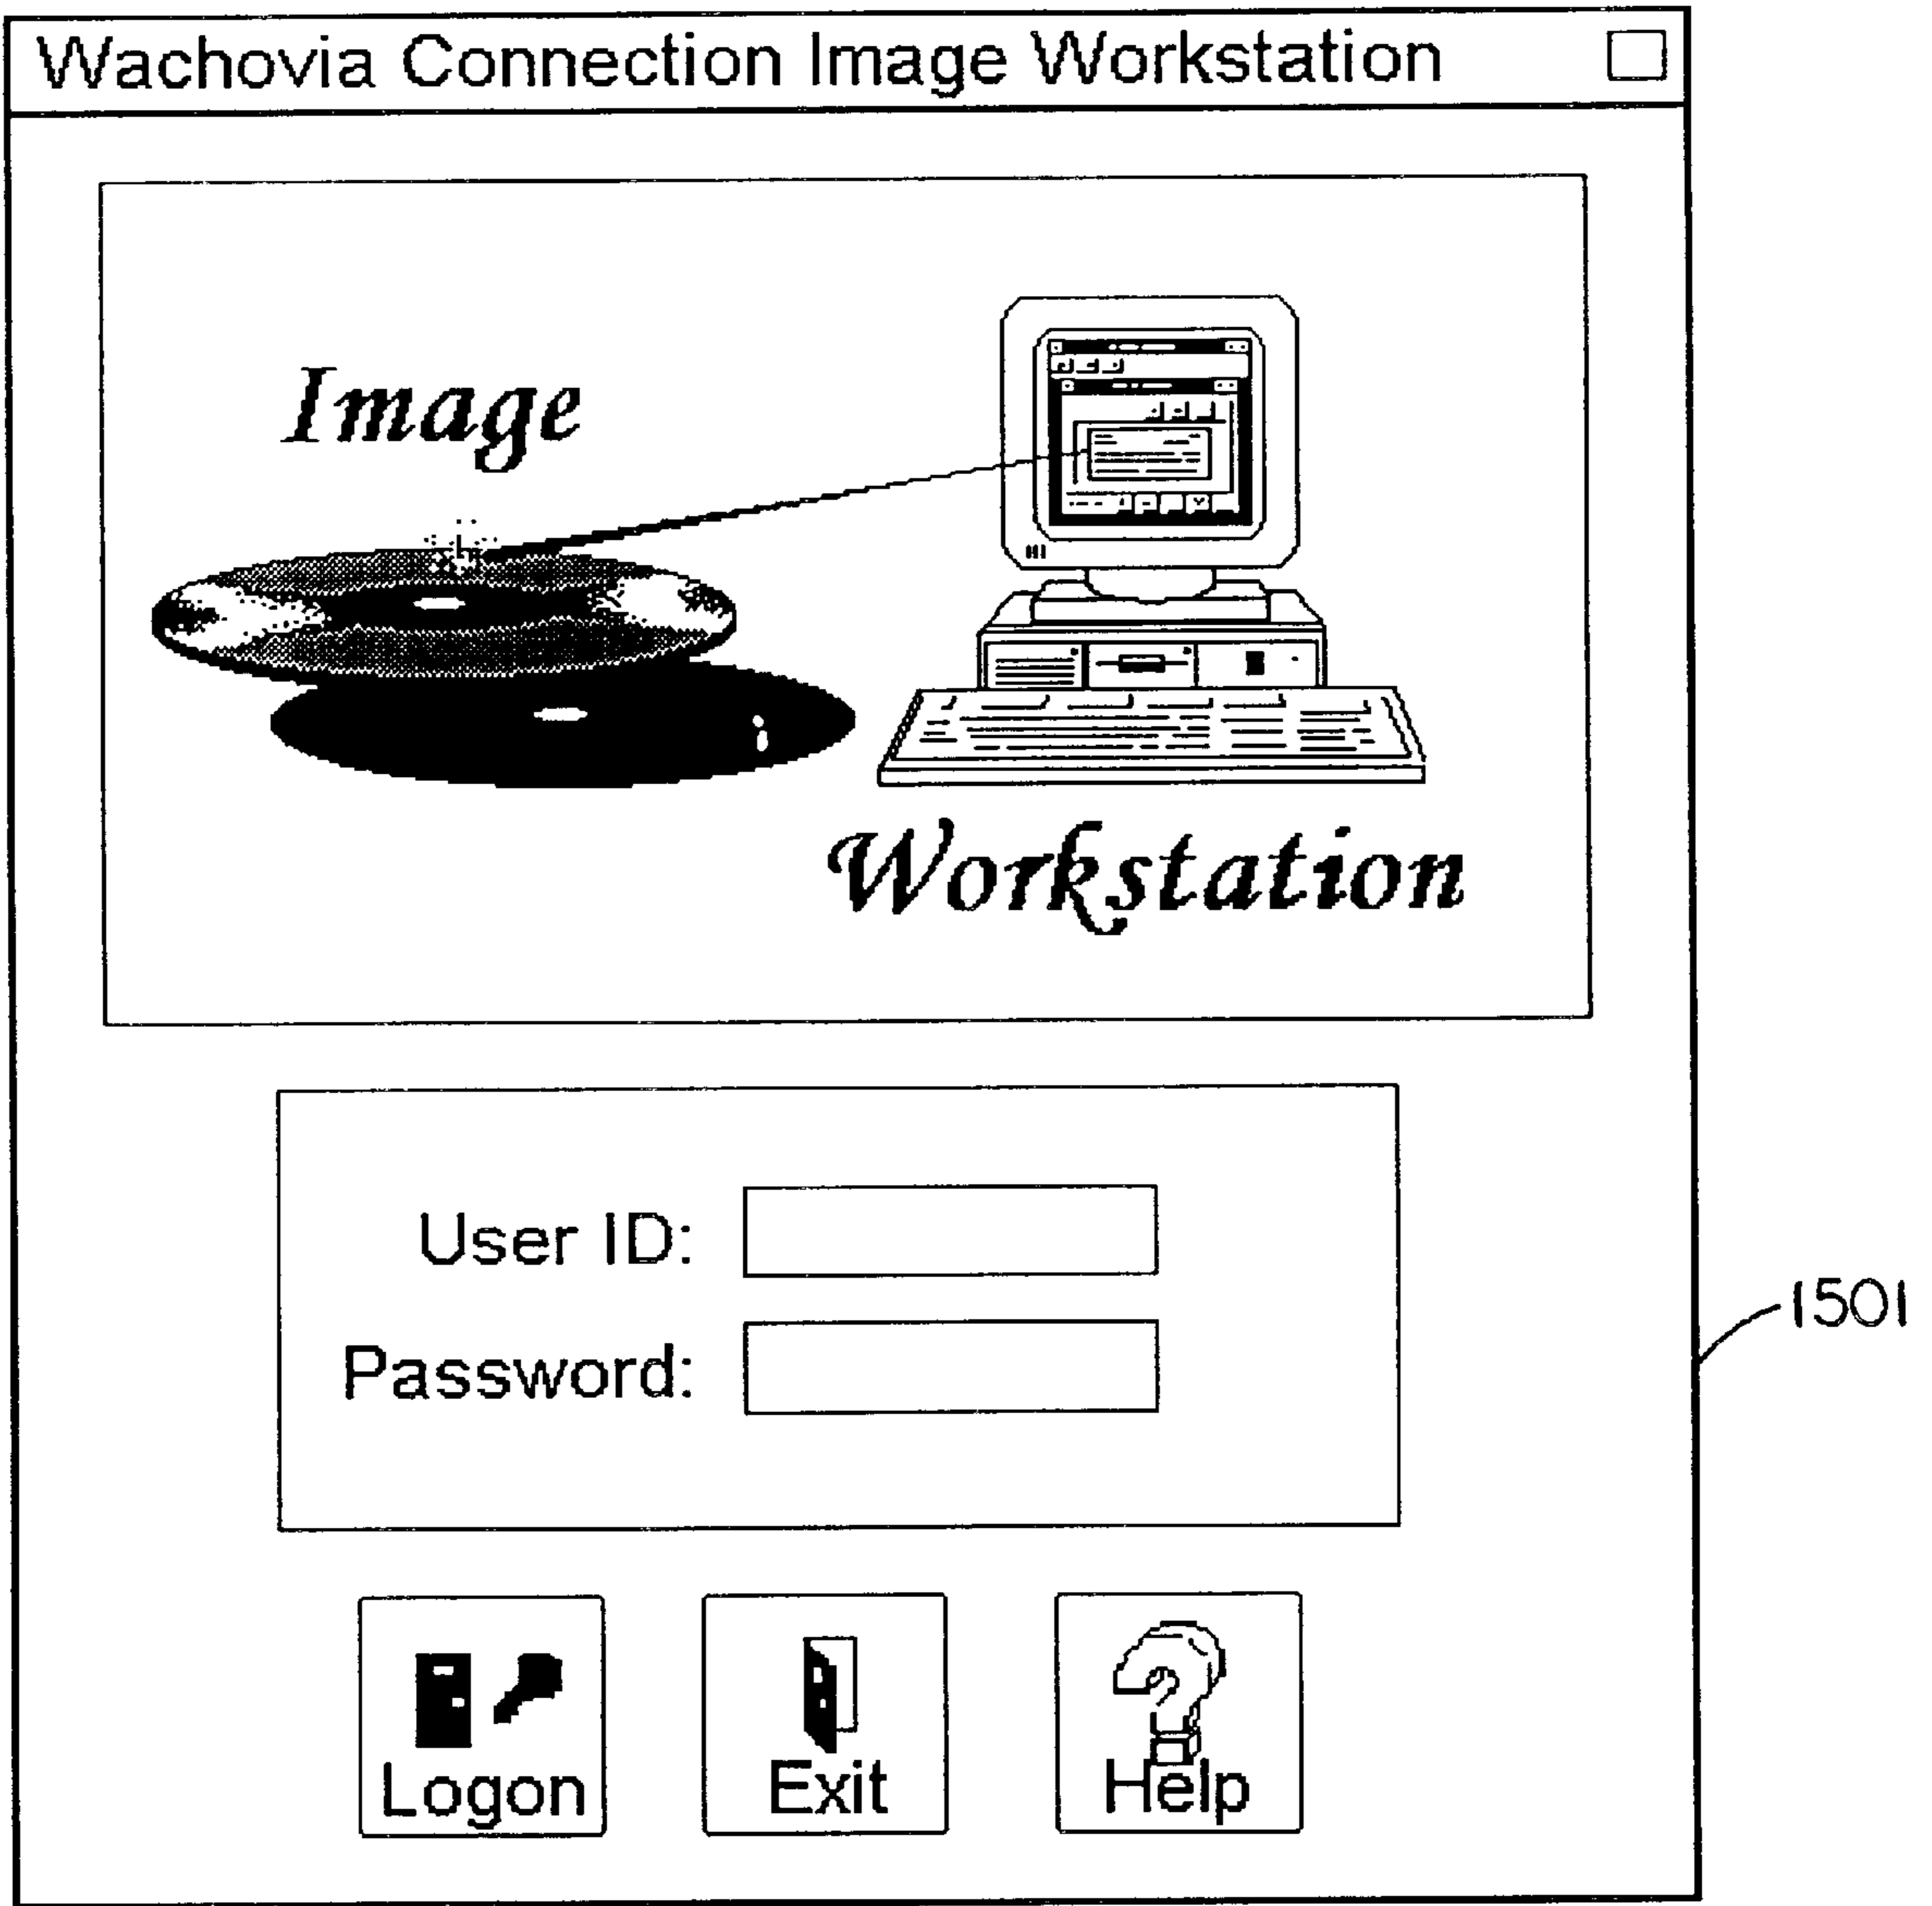 Wachovia Connection Image Workstation
Image
Workstation
User ID:
1501
Password:
Logon Exit Help